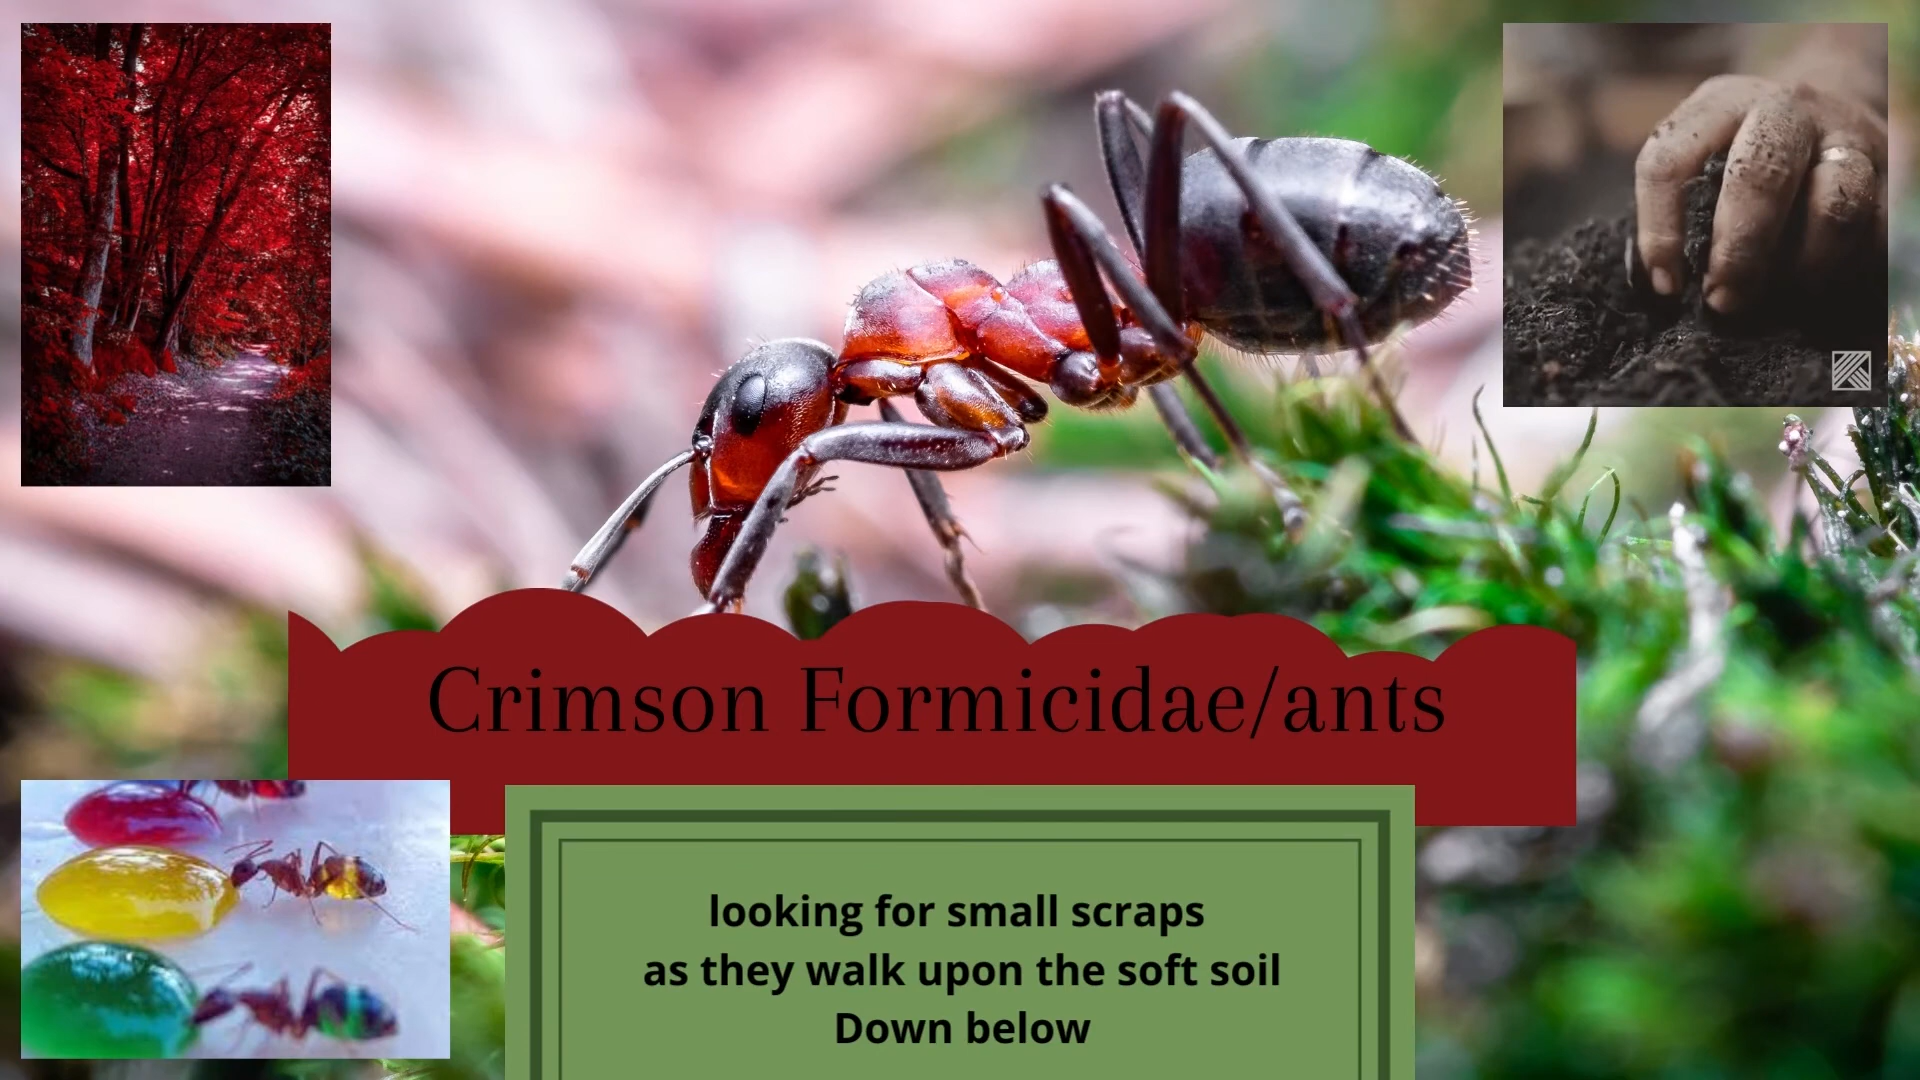 Crimson Formicidae/ants
looking for small scraps
as they walk upon the soft soil
Down below